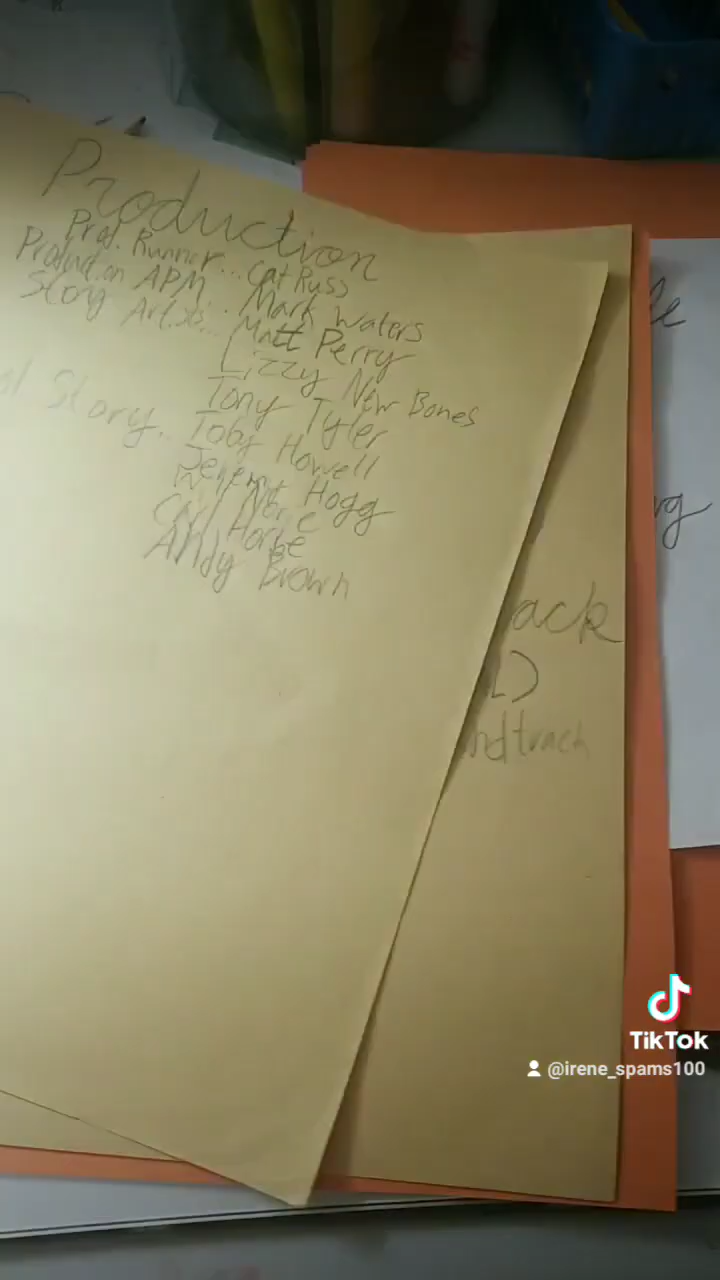 Production
Prod. Runner... Cat Russ
Production APM.. Mark Waters
Story Artists... Matt Perry
Lizzy New Bones
Tony Tyler
Story... Toby Howell
Jeremy Hogg
Carl Horbe
Andy Brown
ack
ndtrack
TikTok
@irene_spams100